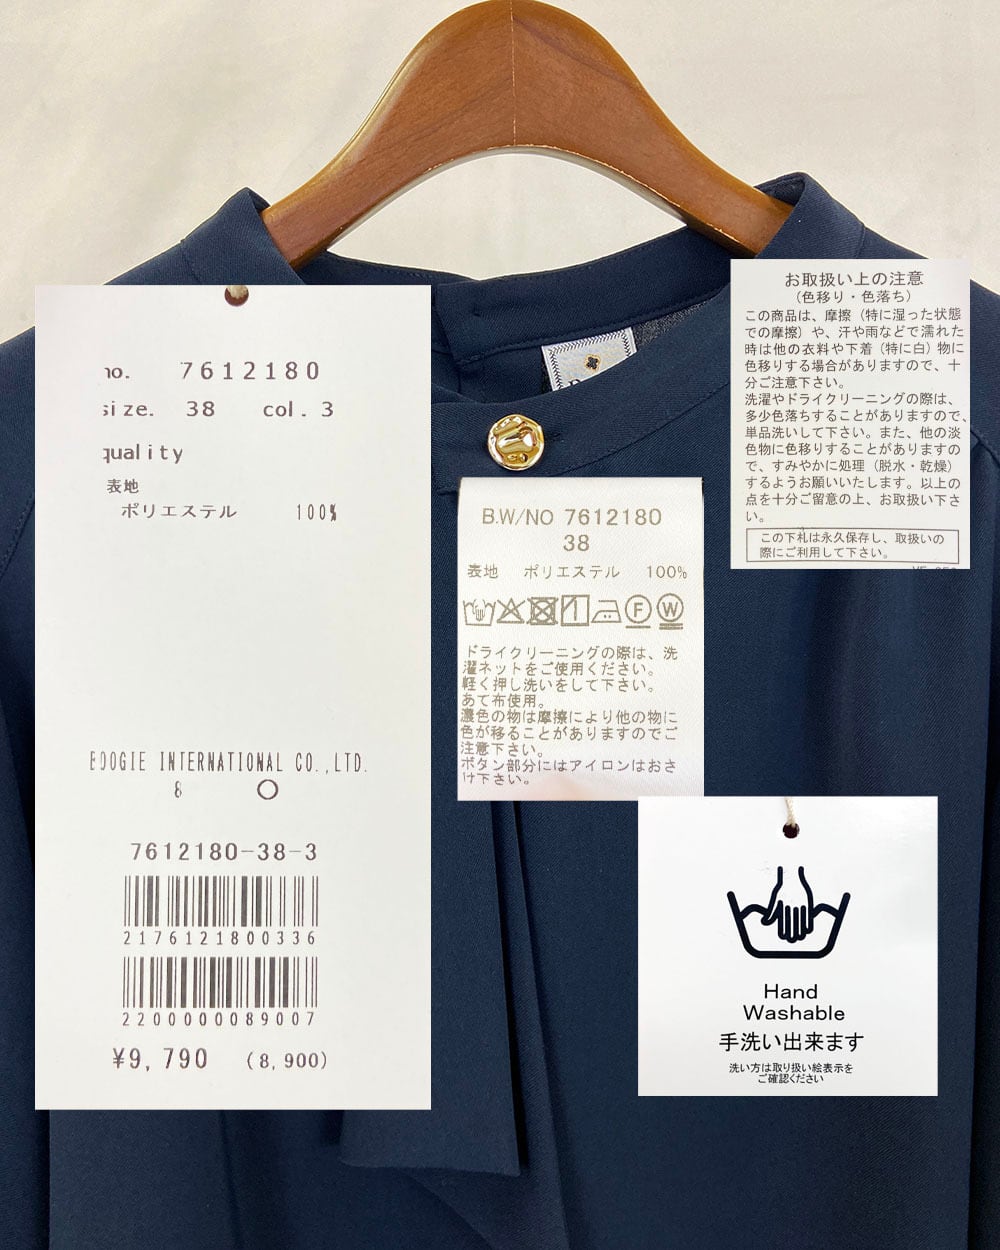 no. 7612180
size. 38 col. 3
quality
表地
ポリエステル 100%
BOOGIE INTERNATIONAL CO.,LTD.
8 ○
7612180-38-3
2176121800336
2200000089007
¥9,790 (8,900)
B.W/NO 7612180
38
表地 ポリエステル 100%
F W
ドライクリーニングの際は、洗
濯ネットをご使用ください。
軽く押し洗いをして下さい。
あて布使用。
濃色の物は摩擦により他の物に
色が移ることがありますのでご
注意下さい。
ボタン部分にはアイロンはおさ
け下さい。
お取扱い上の注意
(色移り・色落ち)
この商品は、摩擦（特に湿った状態
での摩擦）や、汗や雨などで濡れた
時は他の衣料や下着（特に白）物に
色移りする場合がありますので、十
分ご注意下さい。
洗濯やドライクリーニングの際は、
多少色落ちすることがありますので、
単品洗いして下さい。また、他の淡
色物に色移りすることがありますの
で、すみやかに処理（脱水・乾燥）
するようお願いいたします。以上の
点を十分ご留意の上、お取扱い下さ
い。
この下札は永久保存し、取扱いの
際にご利用して下さい。
Hand
Washable
手洗い出来ます
洗い方は取り扱い絵表示を
ご確認ください